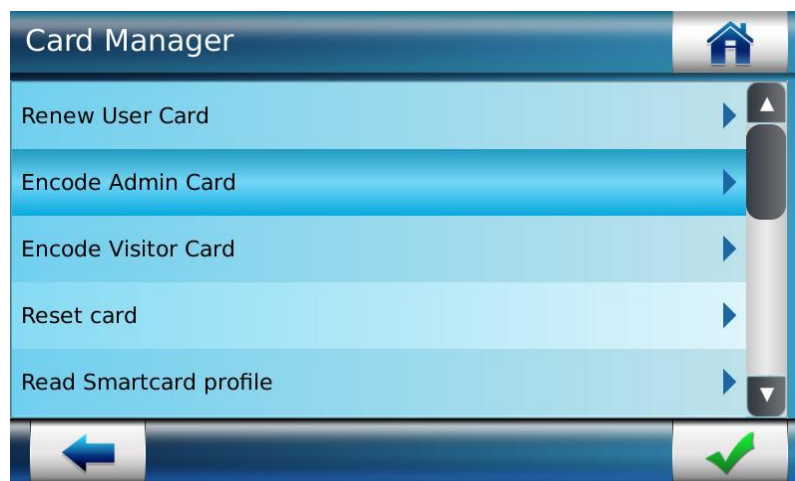 Card Manager
Renew User Card
Encode Admin Card
Encode Visitor Card
Reset card
Read Smartcard profile